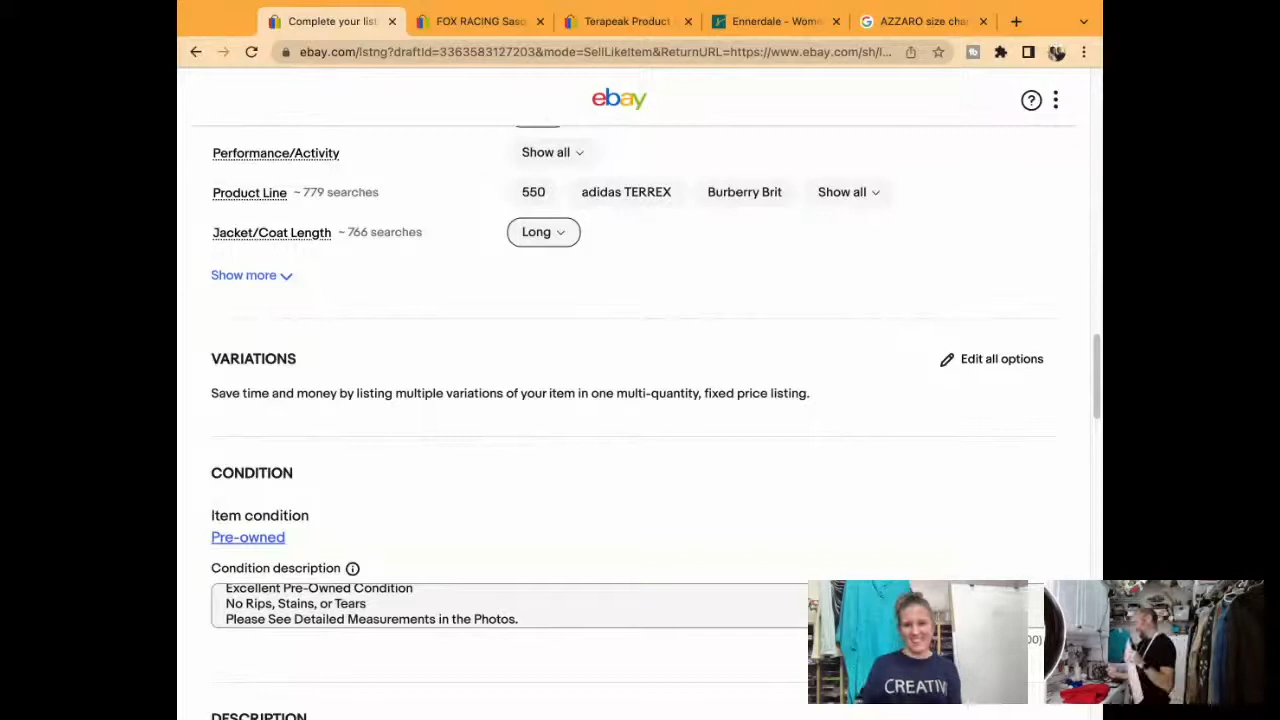 Complete your list
FOX RACING Saso
Terapeak Product
Ennerdale - Wome
AZZARO size char
ebay.com/lstng?draftId=3363583127203&mode=SellLikeItem&ReturnURL=https://www.ebay.com/sh/l...
ebay
Performance/Activity
Show all
Product Line ~ 779 searches
550
adidas TERREX
Burberry Brit
Show all
Jacket/Coat Length ~ 766 searches
Long
Show more
VARIATIONS
Edit all options
Save time and money by listing multiple variations of your item in one multi-quantity, fixed price listing.
CONDITION
Item condition
Pre-owned
Condition description
Excellent Pre-Owned Condition
No Rips, Stains, or Tears
Please See Detailed Measurements in the Photos.
00)
CREATIV
DESCRIPTION